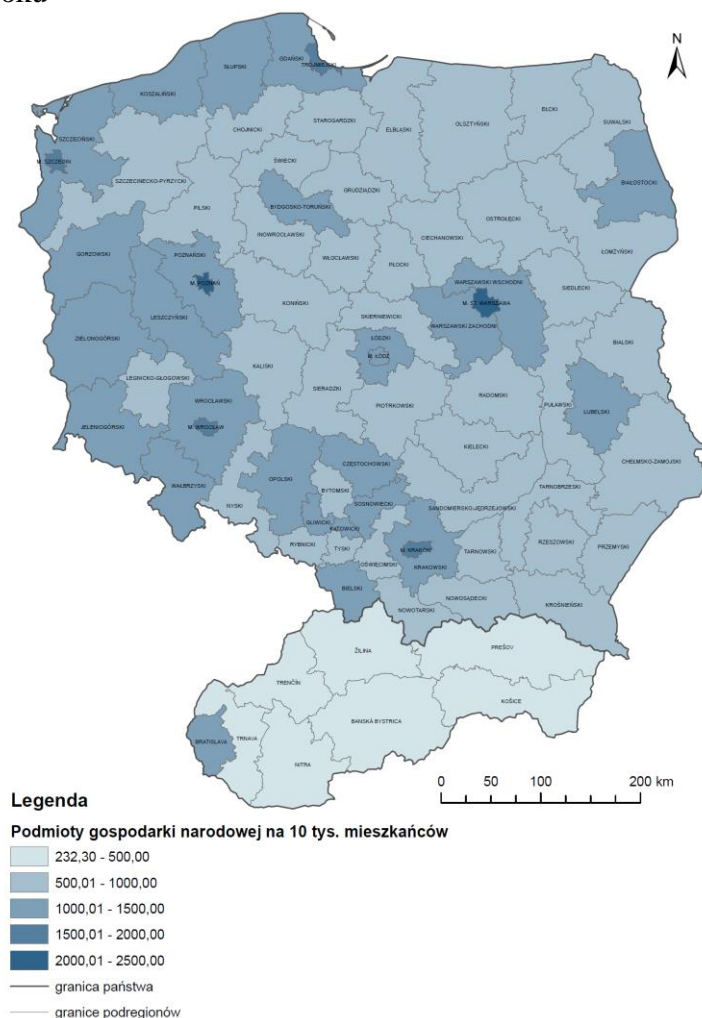 oku
N
SŁUPSKI
GDAŃSKI
TRÓJMIEJSKI
KOSZALIŃSKI
STAROGARDZKI
CHOJNICKI
ELBLĄSKI
OLSZTYŃSKI
EŁCKI
SUWALSKI
SZCZECIŃSKI
M. SZCZECIN
SZCZECINECKO-PYRZYCKI
ŚWIECKI
BIAŁOSTOCKI
PILSKI
BYDGOSKO-TORUŃSKI
GRUDZIĄDZKI
OSTROŁĘCKI
INOWROCŁAWSKI
CIECHANOWSKI
ŁOMŻYŃSKI
GORZOWSKI
POZNAŃSKI
WŁOCŁAWSKI
PŁOCKI
M. POZNAŃ
WARSZAWSKI WSCHODNI
SIEDLECKI
KONIŃSKI
M. ST. WARSZAWA
LESZCZYŃSKI
SKIERNIEWICKI
WARSZAWSKI ZACHODNI
ZIELONOGÓRSKI
ŁÓDZKI
BIALSKI
M. ŁÓDŹ
KALISKI
LEGNICKO-GŁOGOWSKI
SIERADZKI
RADOMSKI
WROCŁAWSKI
PIOTRKOWSKI
PUŁAWSKI
LUBELSKI
JELENIOGÓRSKI
M. WROCŁAW
KIELECKI
CHEŁMSKO-ZAMOJSKI
CZĘSTOCHOWSKI
OPOLSKI
WAŁBRZYSKI
BYTOMSKI
TARNOBRZESKI
NYSKI
SOSNOWIECKI
SANDOMIERSKO-JĘDRZEJOWSKI
GLIWICKI
KATOWICKI
RYBNICKI
TYSKI
M. KRAKÓW
TARNOWSKI
RZESZOWSKI
PRZEMYSKI
OŚWIĘCIMSKI
KRAKOWSKI
BIELSKI
NOWOSĄDECKI
NOWOTARSKI
KROŚNIEŃSKI
ŽILINA
PREŠOV
TRENČÍN
KOŠICE
BANSKÁ BYSTRICA
BRATISLAVA
TRNAVA
NITRA
0 50 100 200 km
Legenda
Podmioty gospodarki narodowej na 10 tys. mieszkańców
232,30 - 500,00
500,01 - 1000,00
1000,01 - 1500,00
1500,01 - 2000,00
2000,01 - 2500,00
granica państwa
granice podregionów